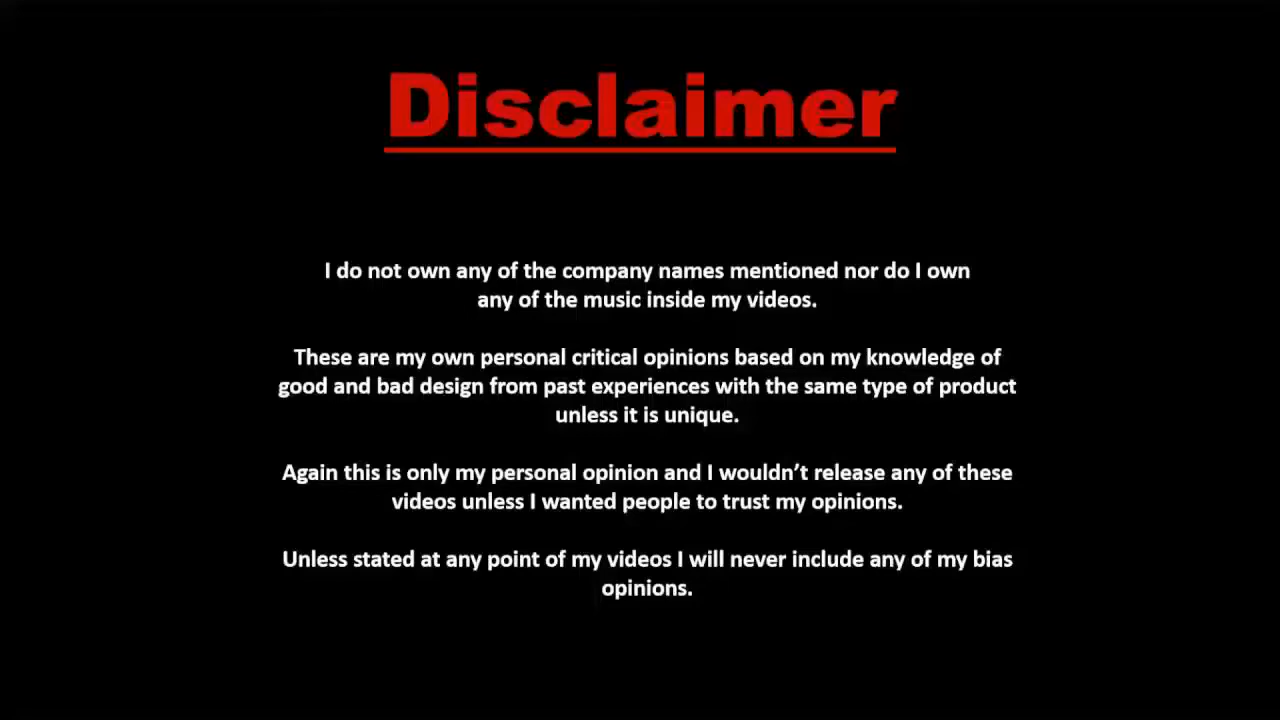 Disclaimer
I do not own any of the company names mentioned nor do I own
any of the music inside my videos.
These are my own personal critical opinions based on my knowledge of
good and bad design from past experiences with the same type of product
unless it is unique.
Again this is only my personal opinion and I wouldn’t release any of these
videos unless I wanted people to trust my opinions.
Unless stated at any point of my videos I will never include any of my bias
opinions.